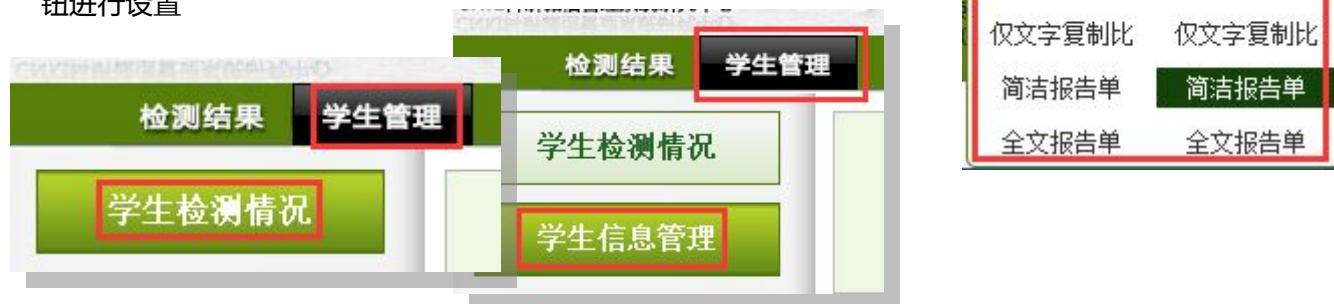 钮进行设置
检测结果 学生管理
学生检测情况
检测结果 学生管理
学生检测情况
学生信息管理
仅文字复制比 仅文字复制比
简洁报告单 简洁报告单
全文报告单 全文报告单